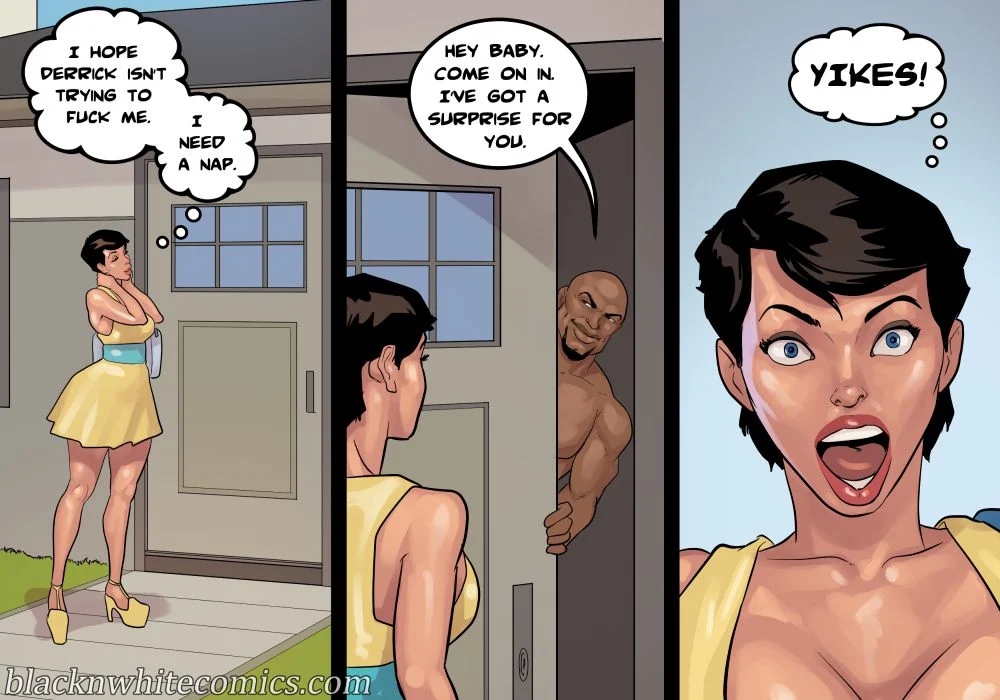 I HOPE
DERRICK ISN'T
TRYING TO
FUCK ME.
I
NEED
A NAP.
HEY BABY.
COME ON IN.
I'VE GOT A
SURPRISE FOR
YOU.
YIKES!
blacknwhitecomics.com